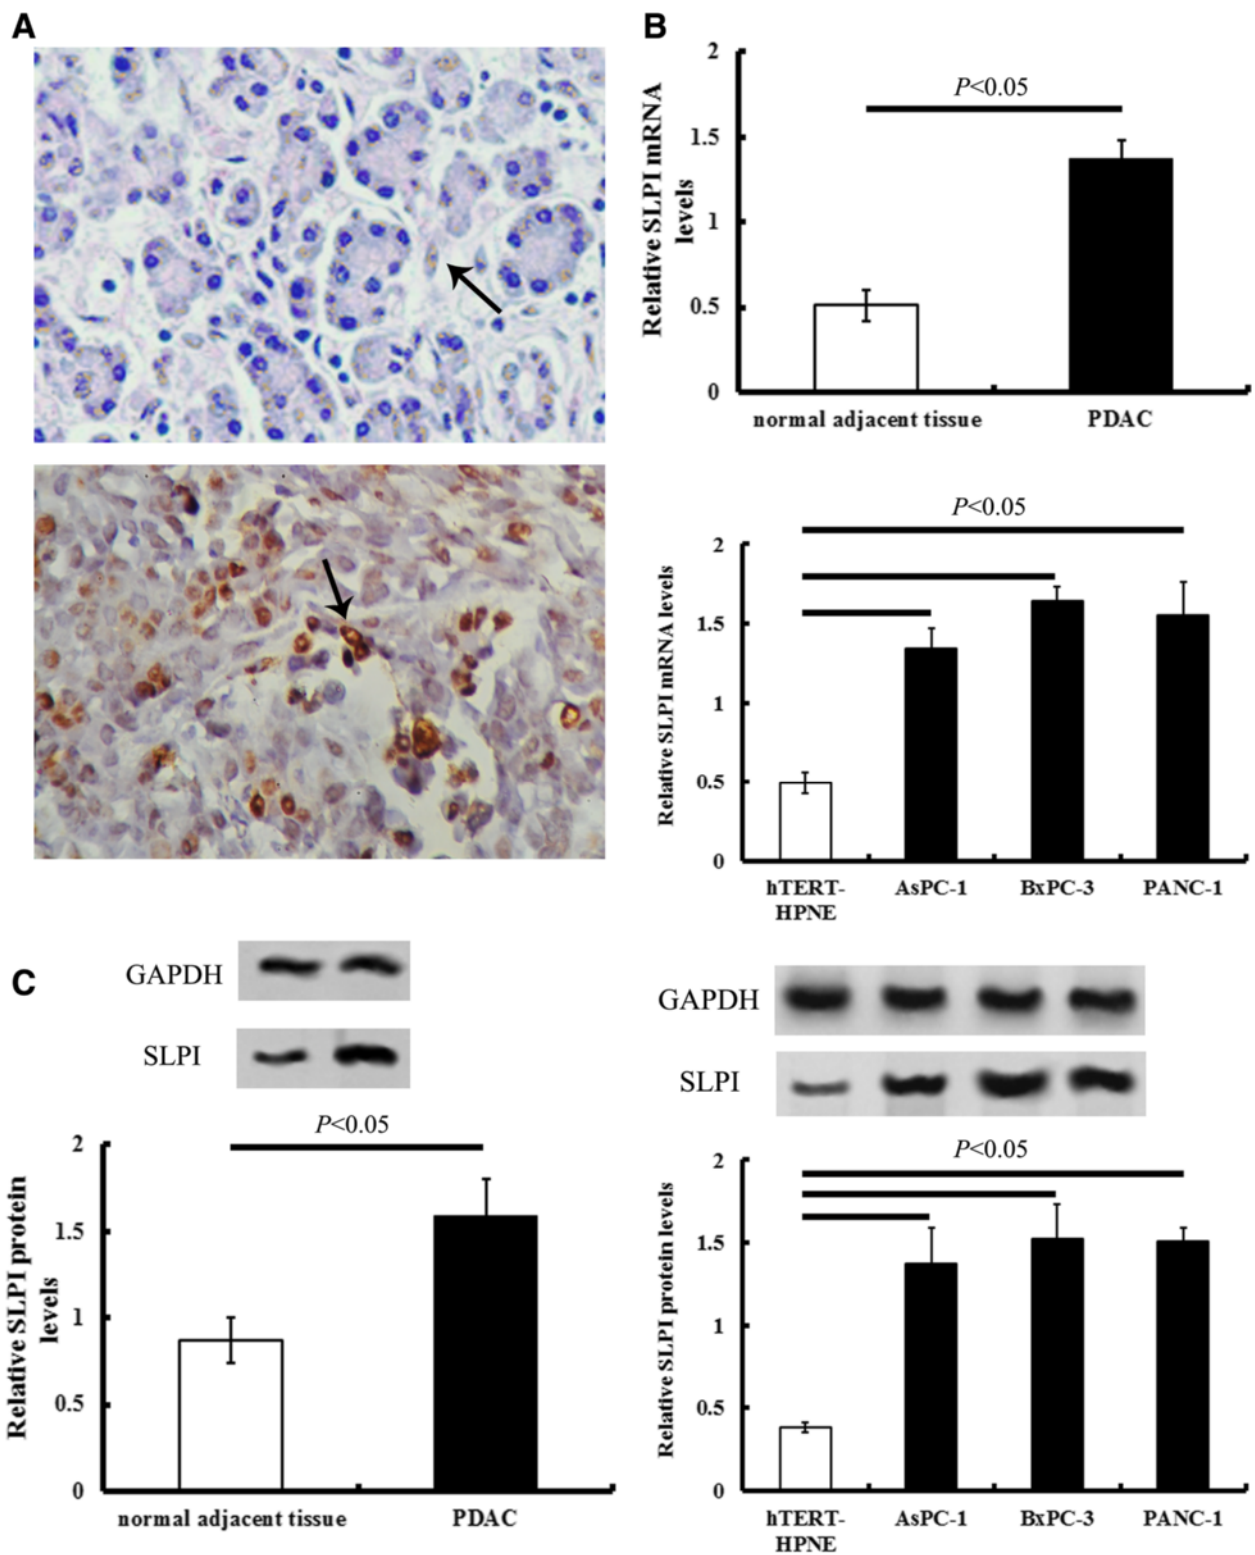 A
B
2
1.5
1
0.5
0
Relative SLPI mRNA
levels
P<0.05
normal adjacent tissue
PDAC
P<0.05
2
1.5
1
0.5
0
Relative SLPI mRNA levels
hTERT-
HPNE
AsPC-1
BxPC-3
PANC-1
C
GAPDH
SLPI
P<0.05
2
1.5
1
0.5
0
Relative SLPI protein
levels
normal adjacent tissue
PDAC
GAPDH
SLPI
P<0.05
2
1.5
1
0.5
0
Relative SLPI protein levels
hTERT-
HPNE
AsPC-1
BxPC-3
PANC-1